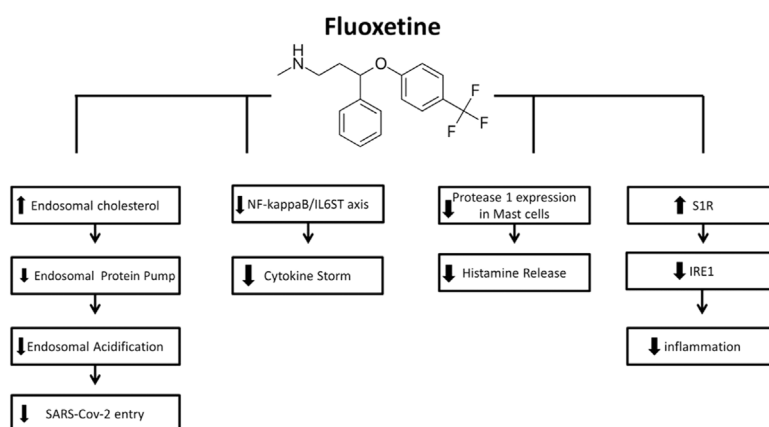 Fluoxetine
H
N
O
F
F
F
Endosomal cholesterol
Endosomal Protein Pump
Endosomal Acidification
SARS-Cov-2 entry
NF-kappaB/IL6ST axis
Cytokine Storm
Protease 1 expression
in Mast cells
Histamine Release
S1R
IRE1
inflammation